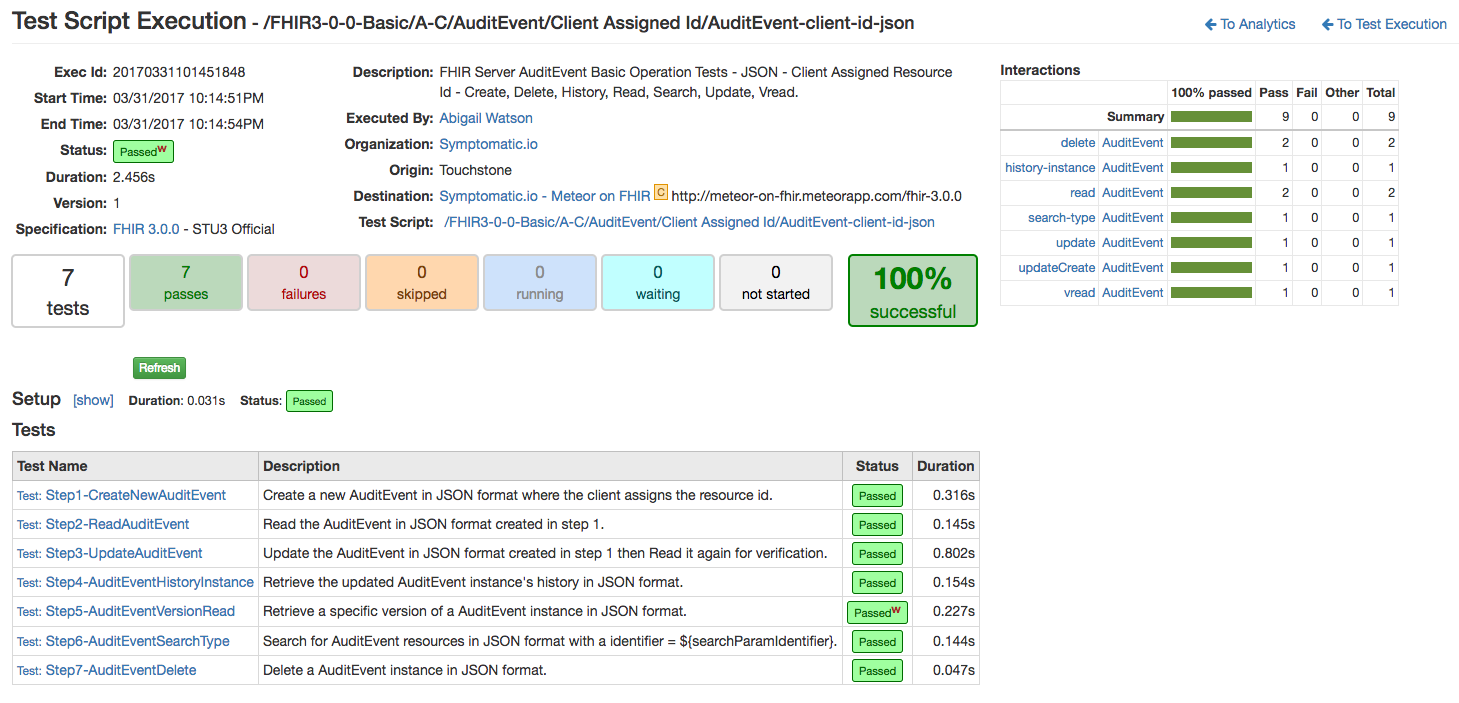 Test Script Execution - /FHIR3-0-0-Basic/A-C/AuditEvent/Client Assigned Id/AuditEvent-client-id-json
To Analytics To Test Execution
Exec Id: 20170331101451848
Start Time: 03/31/2017 10:14:51PM
End Time: 03/31/2017 10:14:54PM
Status: PassedW
Duration: 2.456s
Version: 1
Specification: FHIR 3.0.0 - STU3 Official
Description: FHIR Server AuditEvent Basic Operation Tests - JSON - Client Assigned Resource
Id - Create, Delete, History, Read, Search, Update, Vread.
Executed By: Abigail Watson
Organization: Symptomatic.io
Origin: Touchstone
Destination: Symptomatic.io - Meteor on FHIR C http://meteor-on-fhir.meteorapp.com/fhir-3.0.0
Test Script: /FHIR3-0-0-Basic/A-C/AuditEvent/Client Assigned Id/AuditEvent-client-id-json
Interactions
100% passed Pass Fail Other Total
Summary 9 0 0 9
delete AuditEvent 2 0 0 2
history-instance AuditEvent 1 0 0 1
read AuditEvent 2 0 0 2
search-type AuditEvent 1 0 0 1
update AuditEvent 1 0 0 1
updateCreate AuditEvent 1 0 0 1
vread AuditEvent 1 0 0 1
7
tests
7
passes
0
failures
0
skipped
0
running
0
waiting
0
not started
100%
successful
Refresh
Setup [show] Duration: 0.031s Status: Passed
Tests
Test Name Description Status Duration
Test: Step1-CreateNewAuditEvent Create a new AuditEvent in JSON format where the client assigns the resource id. Passed 0.316s
Test: Step2-ReadAuditEvent Read the AuditEvent in JSON format created in step 1. Passed 0.145s
Test: Step3-UpdateAuditEvent Update the AuditEvent in JSON format created in step 1 then Read it again for verification. Passed 0.802s
Test: Step4-AuditEventHistoryInstance Retrieve the updated AuditEvent instance's history in JSON format. Passed 0.154s
Test: Step5-AuditEventVersionRead Retrieve a specific version of a AuditEvent instance in JSON format. PassedW 0.227s
Test: Step6-AuditEventSearchType Search for AuditEvent resources in JSON format with a identifier = ${searchParamIdentifier}. Passed 0.144s
Test: Step7-AuditEventDelete Delete a AuditEvent instance in JSON format. Passed 0.047s